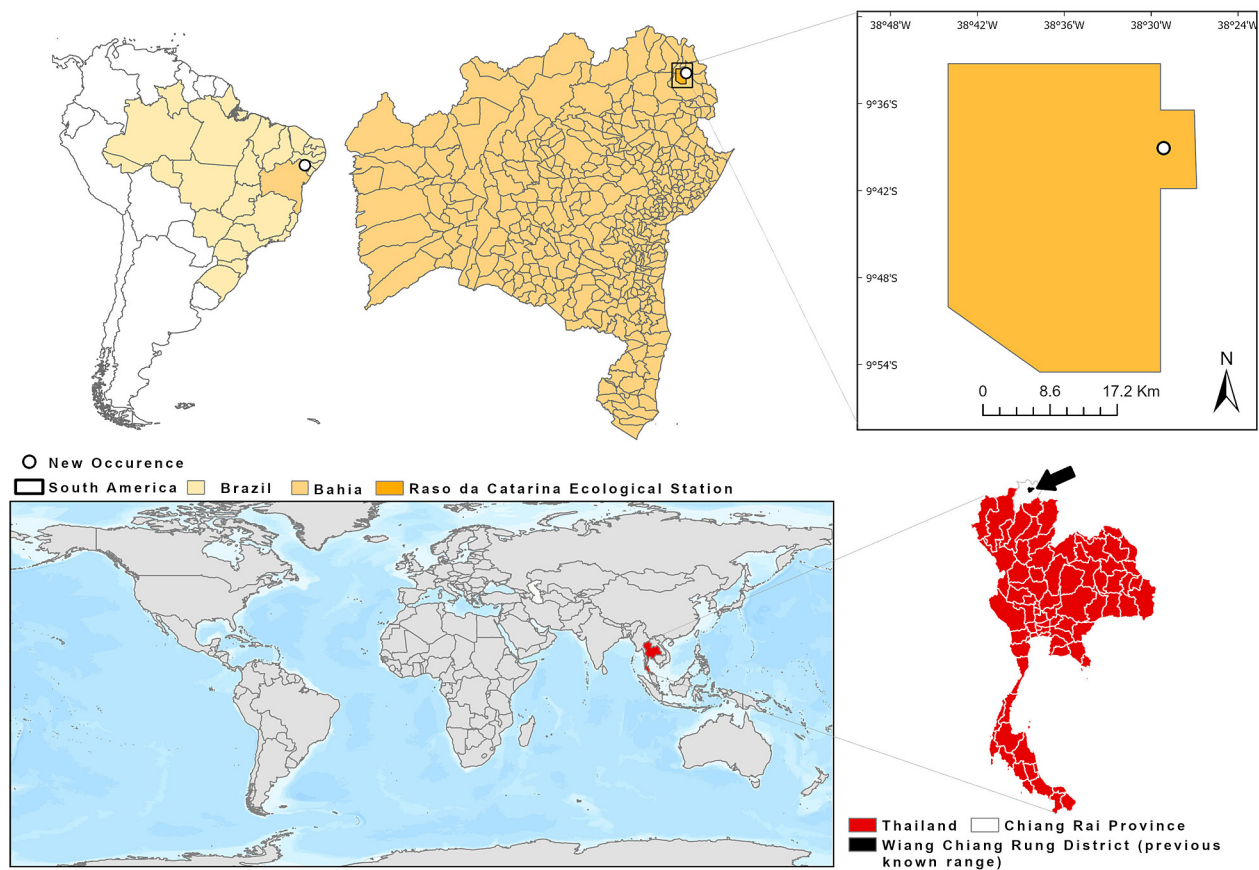 38°48'W 38°42'W 38°36'W 38°30'W 38°24'W
9°36'S
9°42'S
9°48'S
9°54'S
N
0 8.6 17.2 Km
New Occurence
South America Brazil Bahia Raso da Catarina Ecological Station
Thailand Chiang Rai Province
Wiang Chiang Rung District (previous
known range)